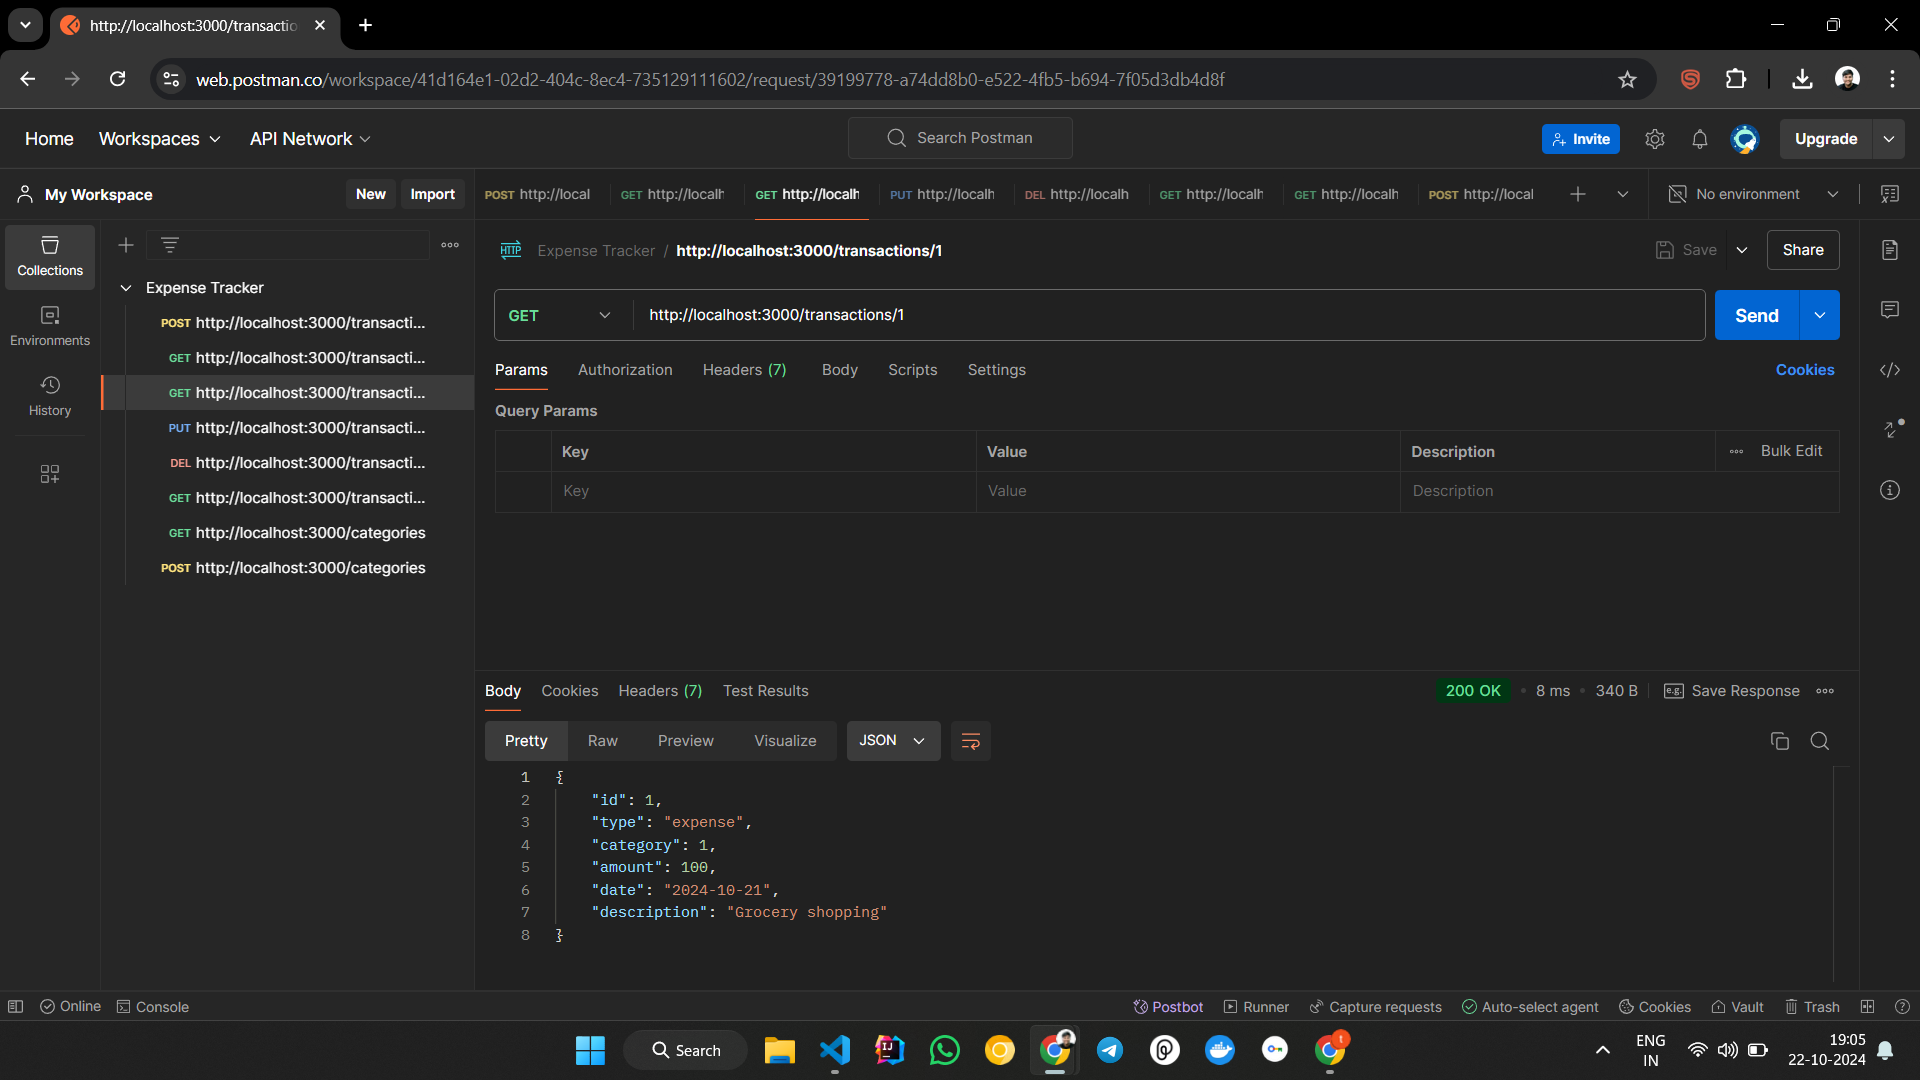 http://localhost:3000/transactio
web.postman.co/workspace/41d164e1-02d2-404c-8ec4-735129111602/request/39199778-a74dd8b0-e522-4fb5-b694-7f05d3db4d8f
Home Workspaces API Network Search Postman Invite Upgrade
My Workspace New Import POST http://local GET http://localh GET http://localh PUT http://localh DEL http://localh GET http://localh GET http://localh POST http://local No environment
Collections
Environments
History
Expense Tracker
POST http://localhost:3000/transacti...
GET http://localhost:3000/transacti...
GET http://localhost:3000/transacti...
PUT http://localhost:3000/transacti...
DEL http://localhost:3000/transacti...
GET http://localhost:3000/transacti...
GET http://localhost:3000/categories
POST http://localhost:3000/categories
HTTP Expense Tracker / http://localhost:3000/transactions/1 Save Share
GET http://localhost:3000/transactions/1 Send
Params Authorization Headers (7) Body Scripts Settings Cookies
Query Params
Key Value Description Bulk Edit
Key Value Description
Body Cookies Headers (7) Test Results 200 OK 8 ms 340 B e.g. Save Response
Pretty Raw Preview Visualize JSON
1 {
2 "id": 1,
3 "type": "expense",
4 "category": 1,
5 "amount": 100,
6 "date": "2024-10-21",
7 "description": "Grocery shopping"
8 }
Online Console Postbot Runner Capture requests Auto-select agent Cookies Vault Trash
Search IJ t ENG 19:05
IN 22-10-2024